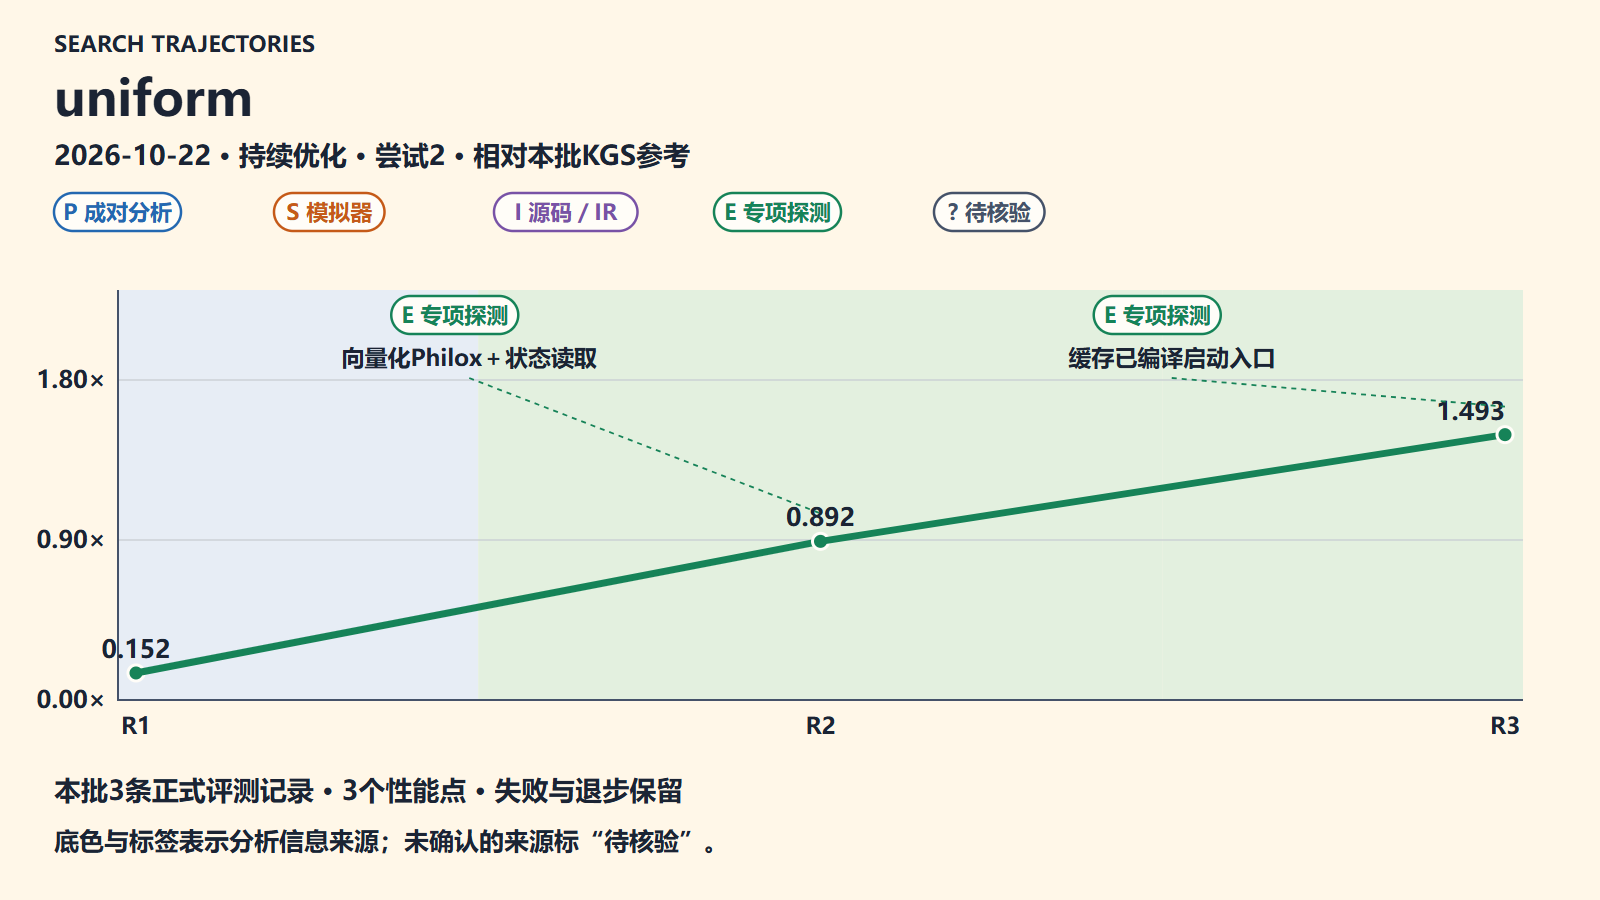 SEARCH TRAJECTORIES
uniform
2026-10-22 • 持续优化 • 尝试2 • 相对本批KGS参考
P 成对分析
S 模拟器
I 源码 / IR
E 专项探测
? 待核验
E 专项探测
E 专项探测
向量化Philox + 状态读取
缓存已编译启动入口
1.80×
1.493
0.892
0.90×
0.152
0.00×
R1
R2
R3
本批3条正式评测记录 • 3个性能点 • 失败与退步保留
底色与标签表示分析信息来源；未确认的来源标“待核验”。